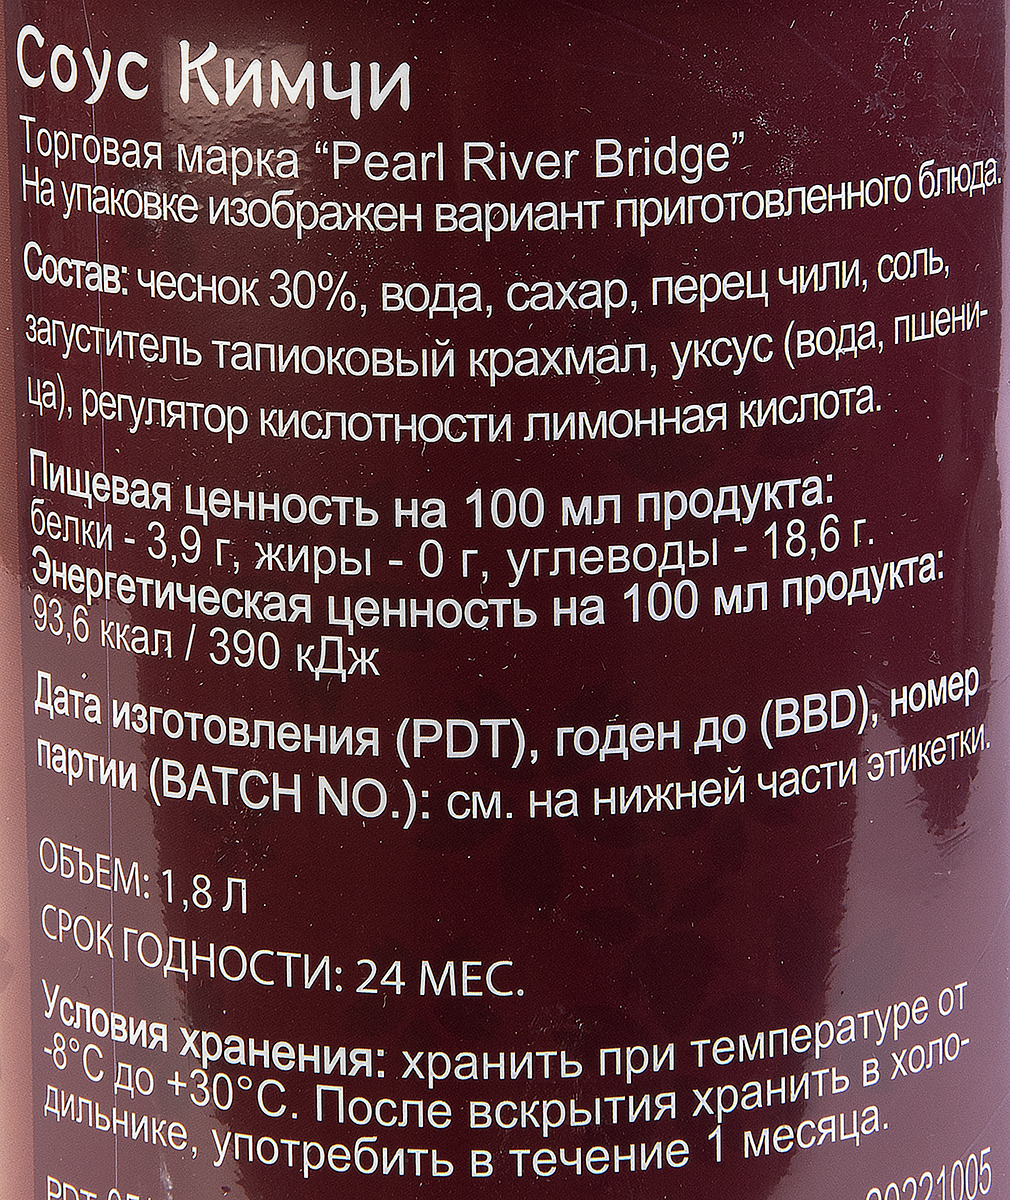 Соус Кимчи
Торговая марка “Pearl River Bridge”
На упаковке изображен вариант приготовленного блюда.
Состав: чеснок 30%, вода, сахар, перец чили, соль,
загуститель тапиоковый крахмал, уксус (вода, пшени-
ца), регулятор кислотности лимонная кислота.
Пищевая ценность на 100 мл продукта:
белки - 3,9 г, жиры - 0 г, углеводы - 18,6 г.
Энергетическая ценность на 100 мл продукта:
93,6 ккал / 390 кДж
Дата изготовления (PDT), годен до (BBD), номер
партии (BATCH NO.): см. на нижней части этикетки.
ОБЪЕМ: 1,8 Л
СРОК ГОДНОСТИ: 24 МЕС.
Условия хранения: хранить при температуре от
-8°C до +30°C. После вскрытия хранить в холо-
дильнике, употребить в течение 1 месяца.
PDT 20221005